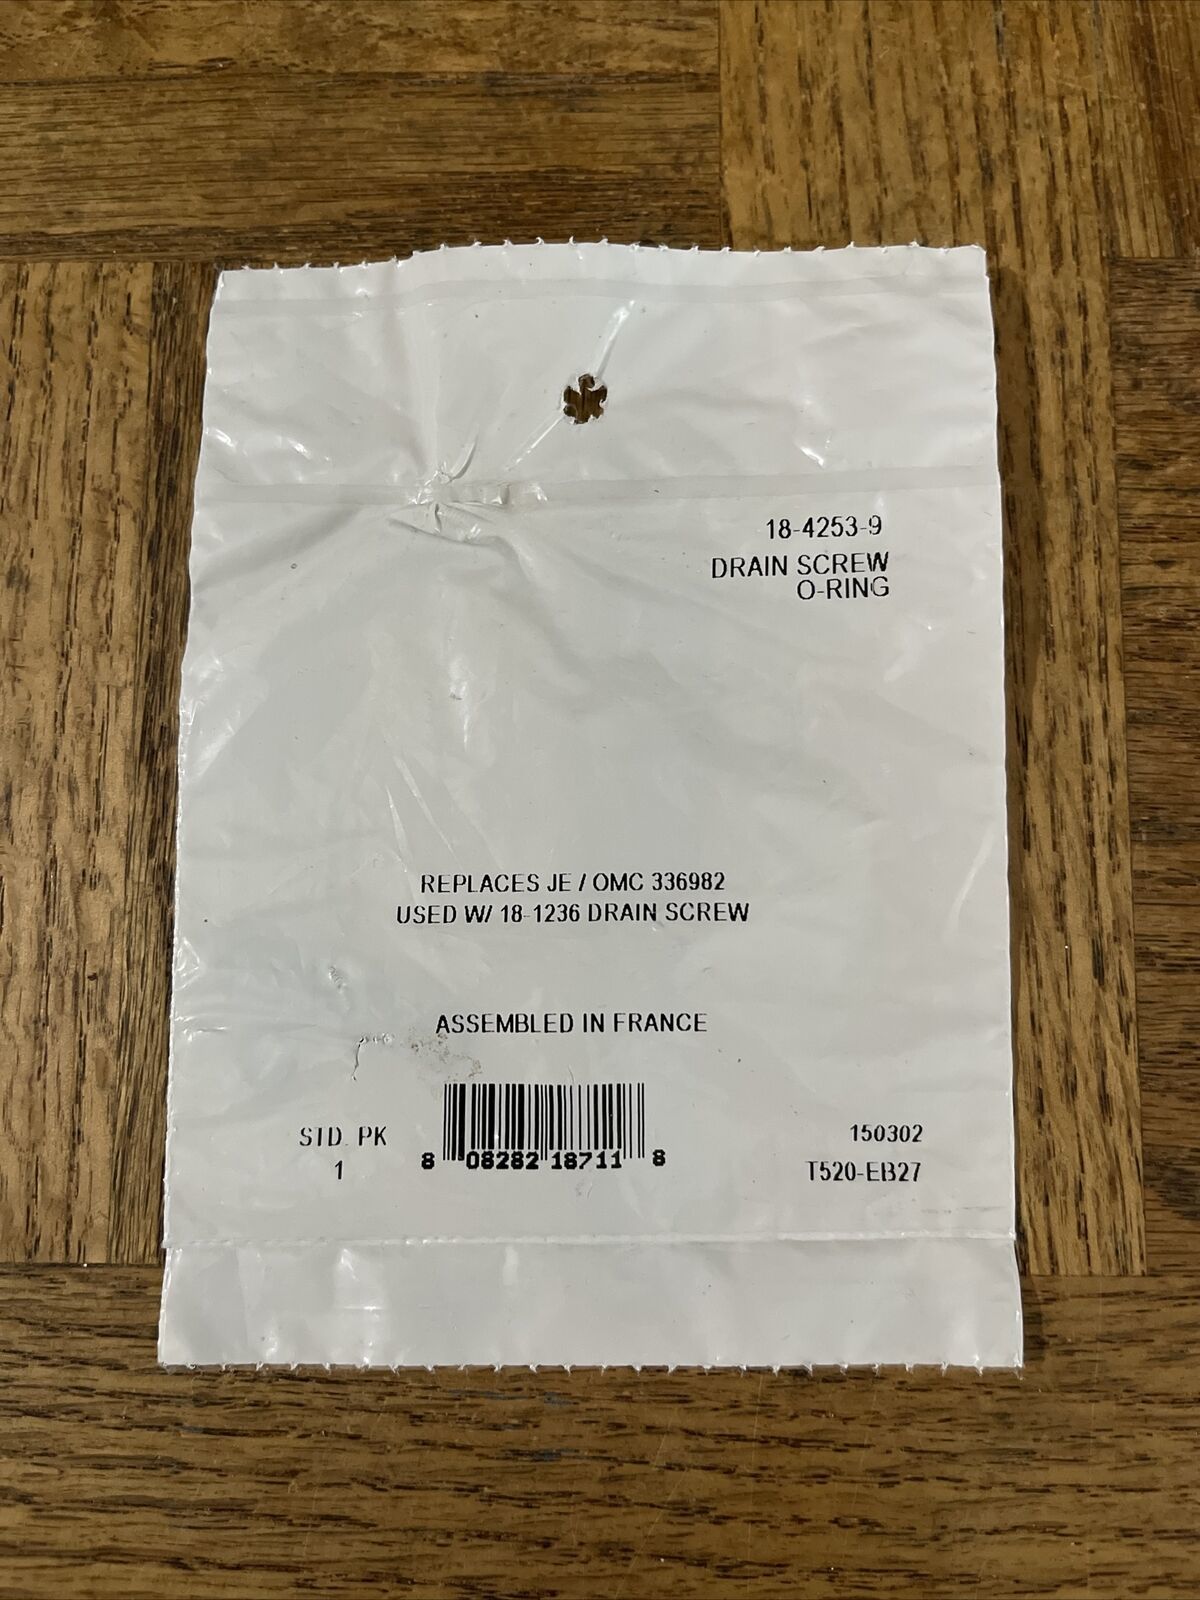 18-4253-9
DRAIN SCREW
O-RING
REPLACES JE / OMC 336982
USED W/ 18-1236 DRAIN SCREW
ASSEMBLED IN FRANCE
STD. PK
1
8 08282 18711 8
150302
T520-EB27